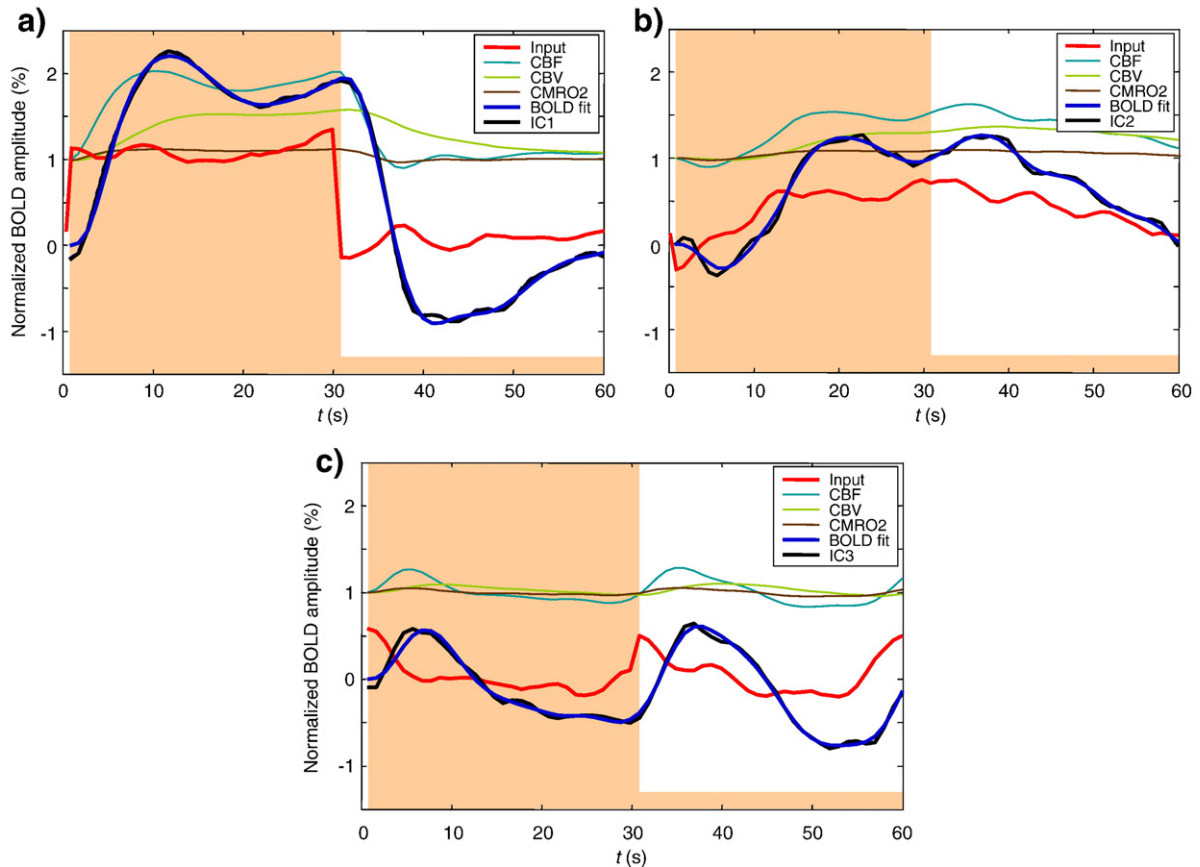 a)
Normalized BOLD amplitude (%)
2
1
0
-1
Input
CBF
CBV
CMRO2
BOLD fit
IC1
0 10 20 30 40 50 60
t (s)
b)
2
1
0
-1
Input
CBF
CBV
CMRO2
BOLD fit
IC2
0 10 20 30 40 50 60
t (s)
c)
Normalized BOLD amplitude (%)
2
1
0
-1
Input
CBF
CBV
CMRO2
BOLD fit
IC3
0 10 20 30 40 50 60
t (s)